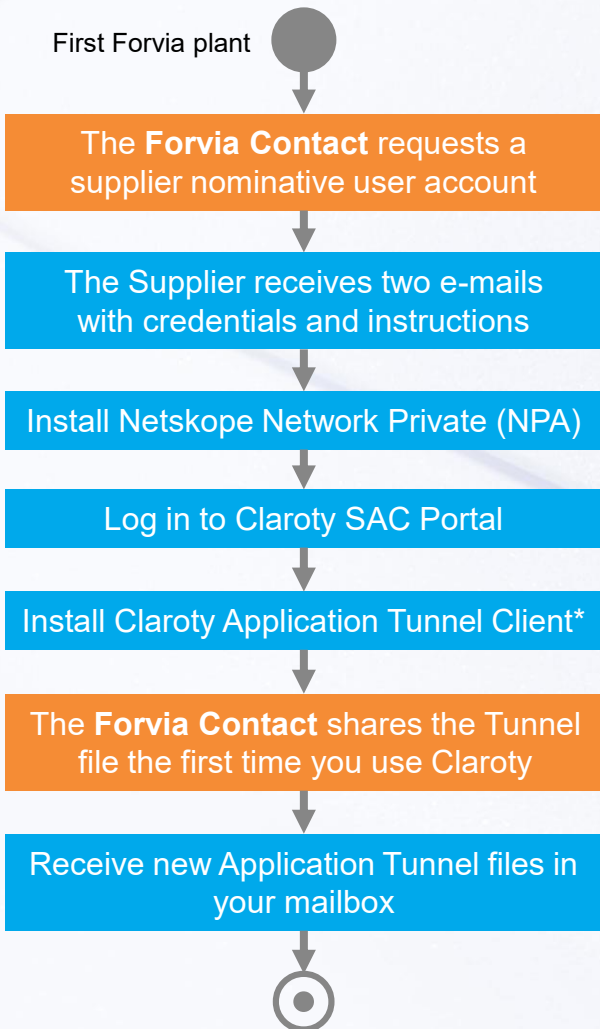 First Forvia plant
The Forvia Contact requests a
supplier nominative user account
The Supplier receives two e-mails
with credentials and instructions
Install Netskope Network Private (NPA)
Log in to Claroty SAC Portal
Install Claroty Application Tunnel Client*
The Forvia Contact shares the Tunnel
file the first time you use Claroty
Receive new Application Tunnel files in
your mailbox